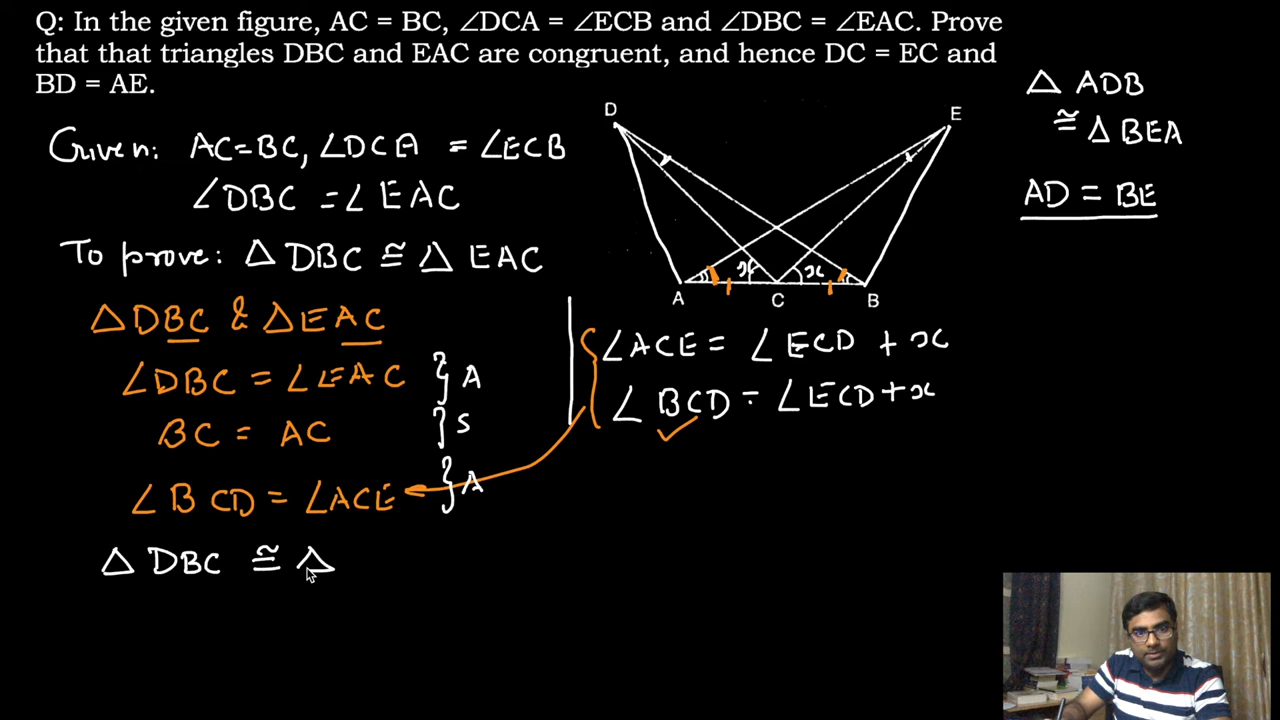 Q: In the given figure, AC = BC, ∠DCA = ∠ECB and ∠DBC = ∠EAC. Prove
that that triangles DBC and EAC are congruent, and hence DC = EC and
BD = AE.
Given: AC=BC, ∠DCA = ∠ECB
∠DBC = ∠EAC
To prove: △DBC ≅ △EAC
△DBC & △EAC
∠DBC = ∠EAC } A
BC = AC } S
∠BCD = ∠ACE } A
△DBC ≅ △
D
E
x
x
A
C
B
∠ACE = ∠ECD + x
∠BCD = ∠ECD + x
△ ADB
≅ △ BEA
AD = BE